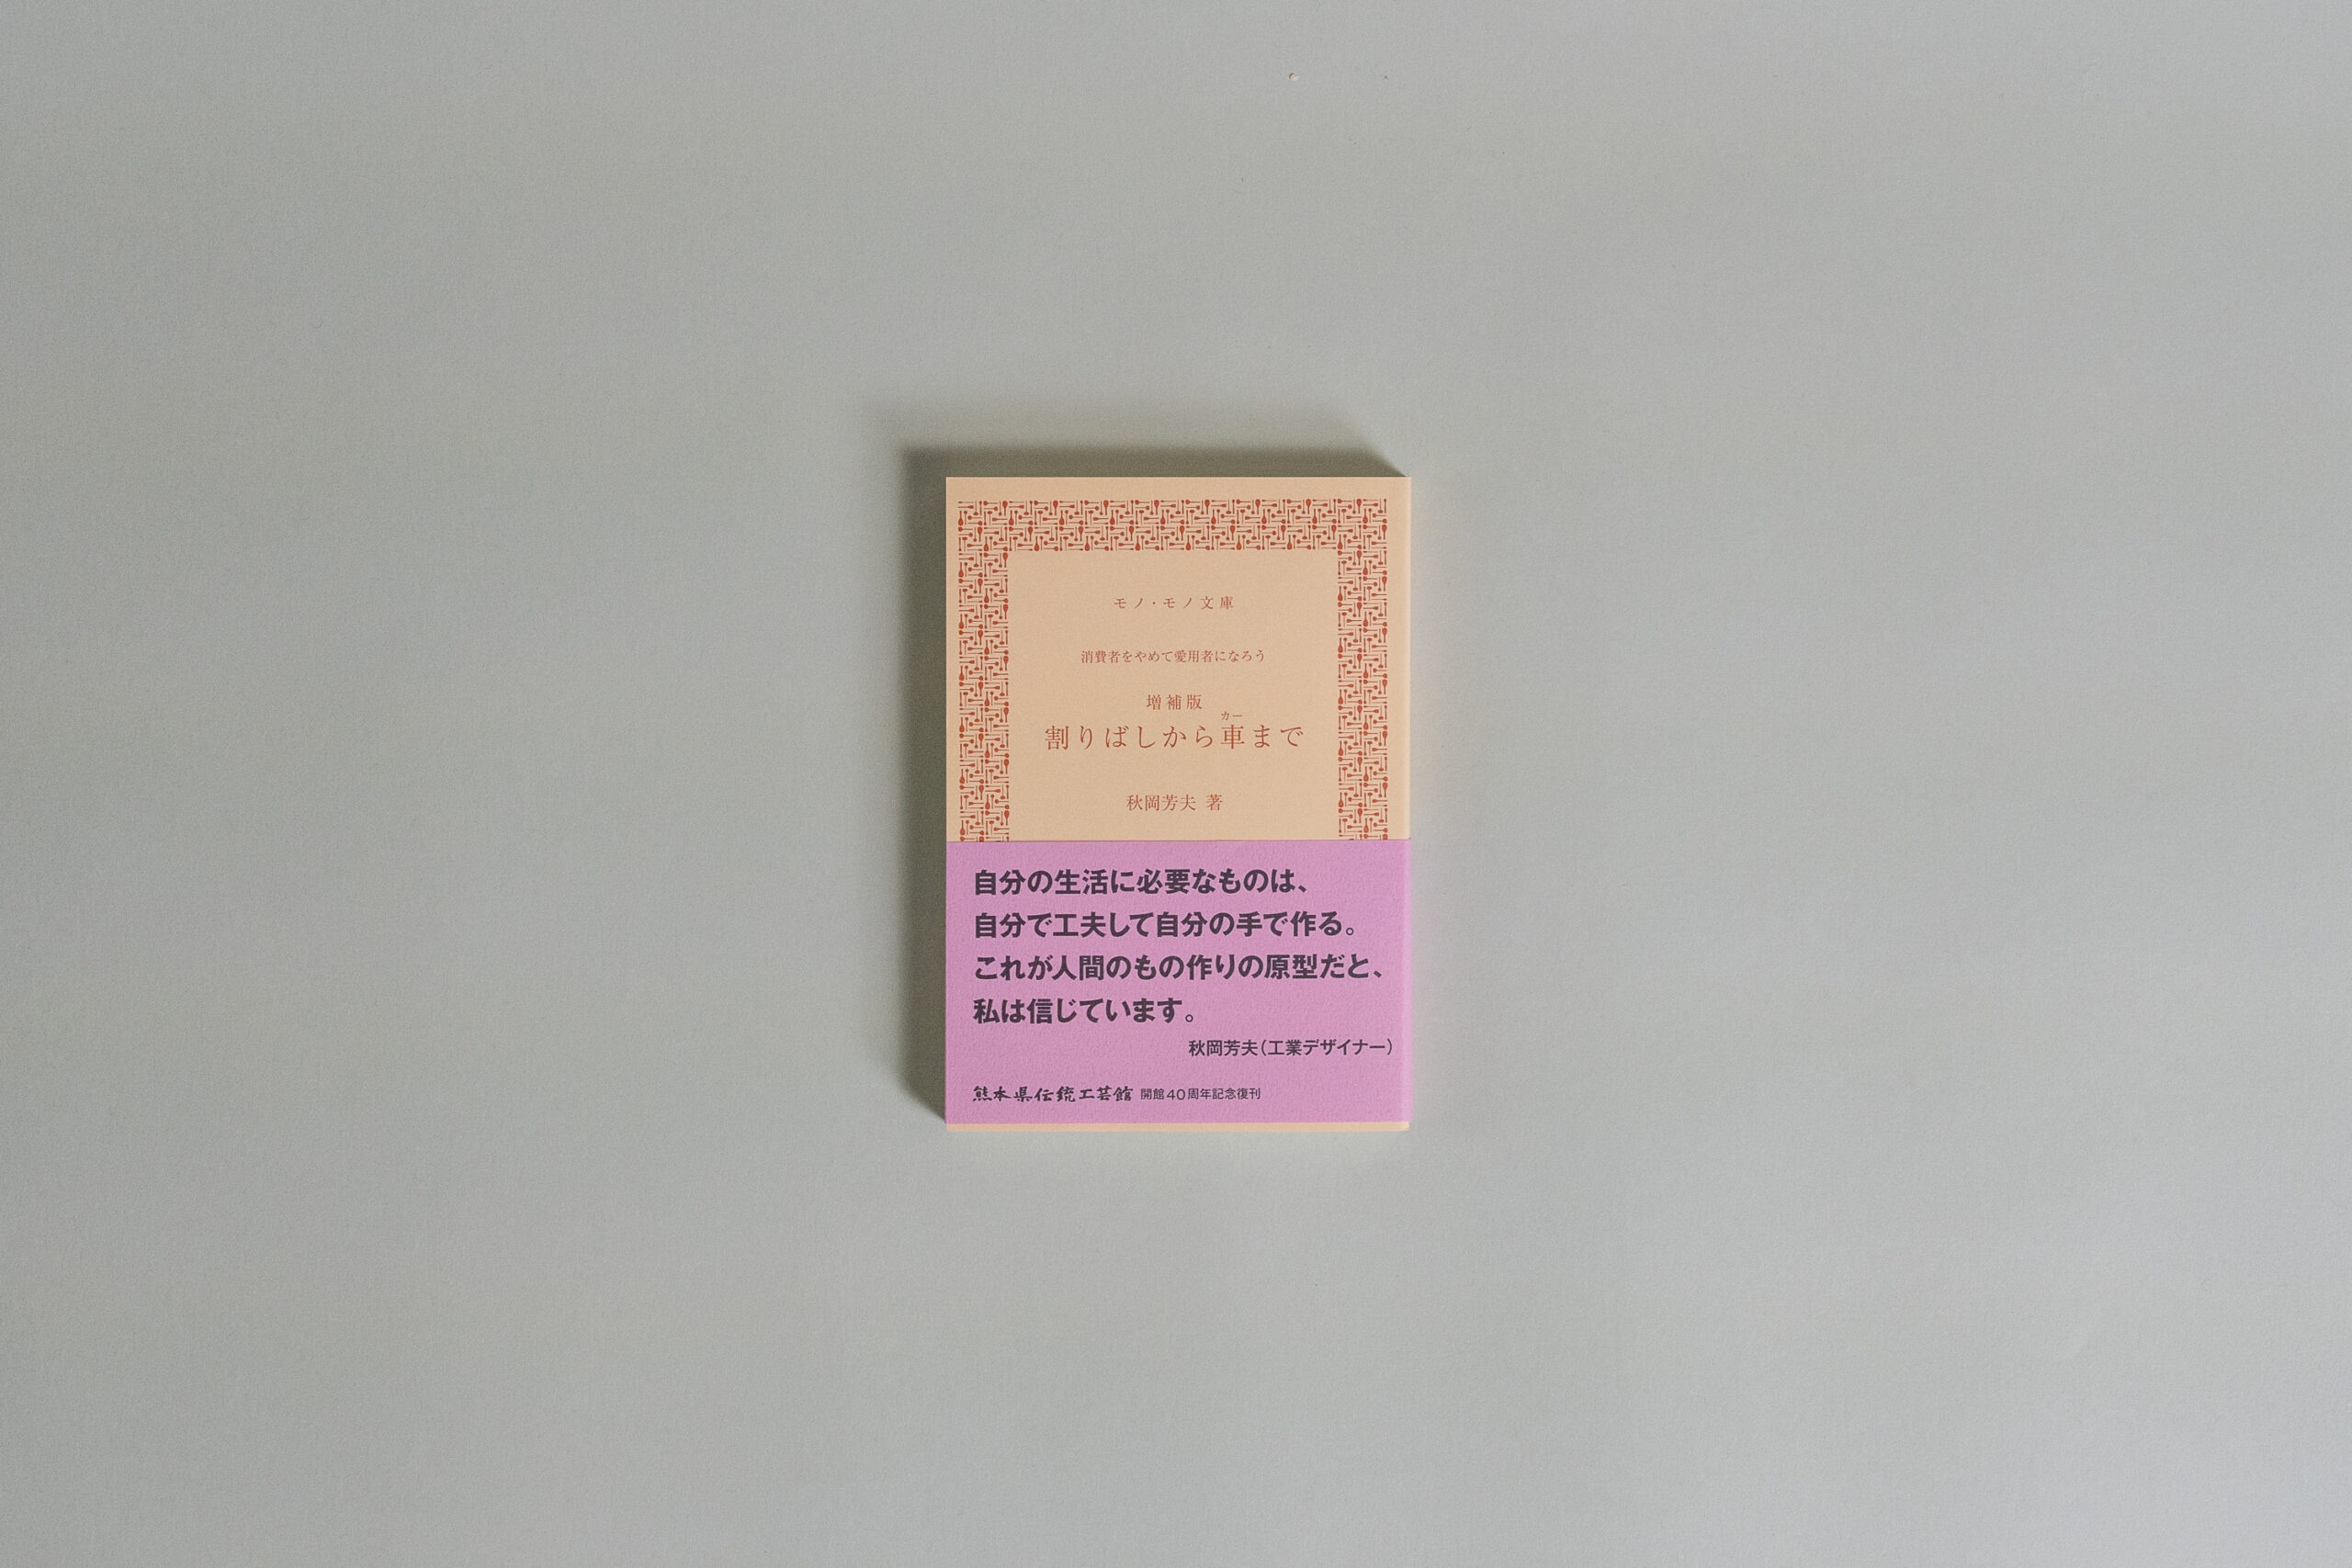 モノ・モノ文庫
消費者をやめて愛用者になろう
増補版
カー
割りばしから車まで
秋岡芳夫 著
自分の生活に必要なものは、
自分で工夫して自分の手で作る。
これが人間のもの作りの原型だと、
私は信じています。
秋岡芳夫（工業デザイナー）
熊本県伝統工芸館 開館40周年記念復刊